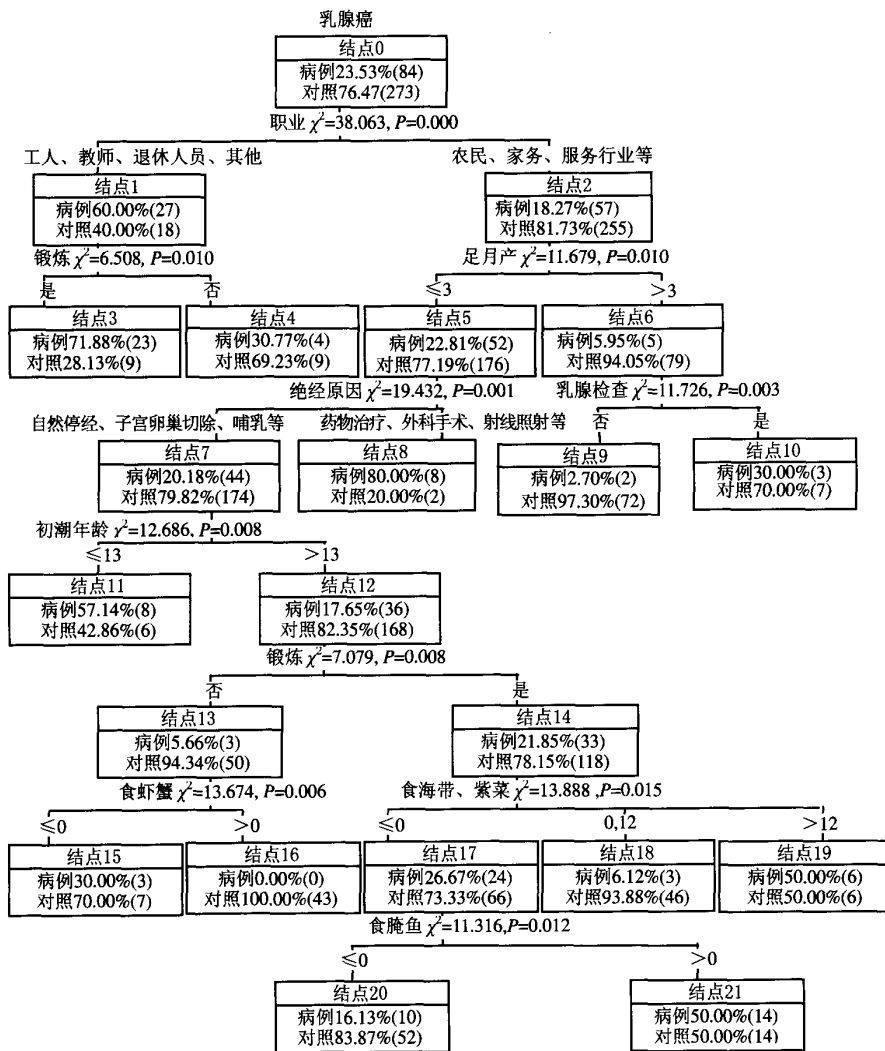 乳腺癌
结点0
病例23.53%(84)
对照76.47(273)
职业 χ²=38.063, P=0.000
工人、教师、退休人员、其他
农民、家务、服务行业等
结点1
病例60.00%(27)
对照40.00%(18)
结点2
病例18.27%(57)
对照81.73%(255)
锻炼 χ²=6.508, P=0.010
足月产 χ²=11.679, P=0.010
是
否
≤3
>3
结点3
病例71.88%(23)
对照28.13%(9)
结点4
病例30.77%(4)
对照69.23%(9)
结点5
病例22.81%(52)
对照77.19%(176)
结点6
病例5.95%(5)
对照94.05%(79)
绝经原因 χ²=19.432, P=0.001
乳腺检查 χ²=11.726, P=0.003
自然停经、子宫卵巢切除、哺乳等
药物治疗、外科手术、射线照射等
否
是
结点7
病例20.18%(44)
对照79.82%(174)
结点8
病例80.00%(8)
对照20.00%(2)
结点9
病例2.70%(2)
对照97.30%(72)
结点10
病例30.00%(3)
对照70.00%(7)
初潮年龄 χ²=12.686, P=0.008
≤13
>13
结点11
病例57.14%(8)
对照42.86%(6)
结点12
病例17.65%(36)
对照82.35%(168)
锻炼 χ²=7.079, P=0.008
否
是
结点13
病例5.66%(3)
对照94.34%(50)
结点14
病例21.85%(33)
对照78.15%(118)
食虾蟹 χ²=13.674, P=0.006
食海带、紫菜 χ²=13.888 ,P=0.015
≤0
>0
≤0
0,12
>12
结点15
病例30.00%(3)
对照70.00%(7)
结点16
病例0.00%(0)
对照100.00%(43)
结点17
病例26.67%(24)
对照73.33%(66)
结点18
病例6.12%(3)
对照93.88%(46)
结点19
病例50.00%(6)
对照50.00%(6)
食腌鱼 χ²=11.316,P=0.012
≤0
>0
结点20
病例16.13%(10)
对照83.87%(52)
结点21
病例50.00%(14)
对照50.00%(14)